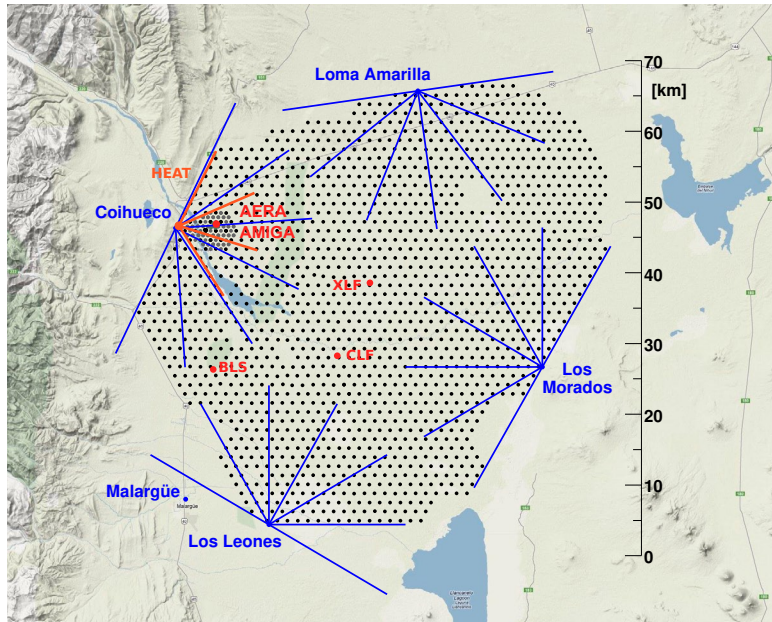 70
[km]
Loma Amarilla
60
HEAT
Coihueco
AERA
AMIGA
50
XLF
40
CLF
BLS
30
Los
Morados
20
Malargüe
10
Malargüe
Los Leones
0